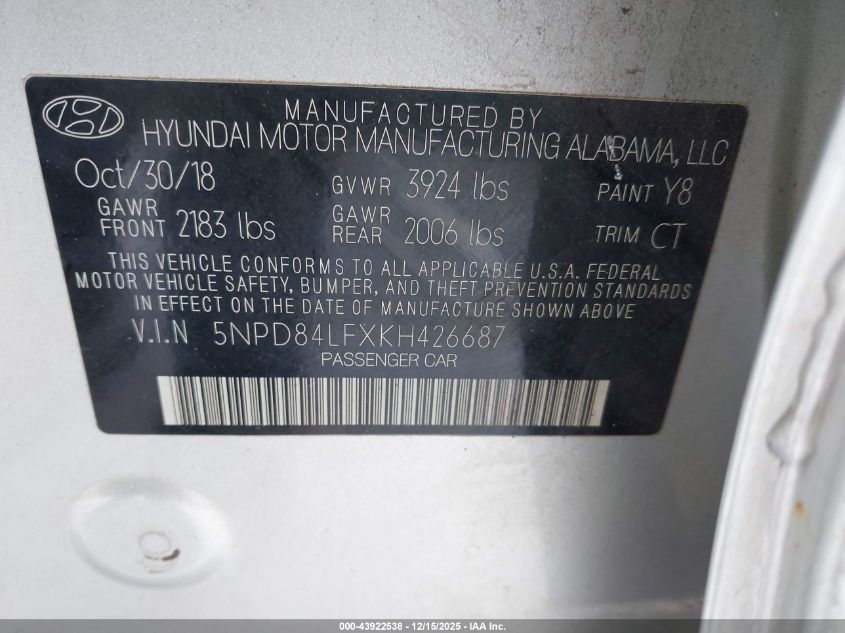 MANUFACTURED BY
HYUNDAI MOTOR MANUFACTURING ALABAMA, LLC
Oct/30/18 GVWR 3924 lbs PAINT Y8
GAWR FRONT 2183 lbs GAWR REAR 2006 lbs TRIM CT
THIS VEHICLE CONFORMS TO ALL APPLICABLE U.S.A. FEDERAL
MOTOR VEHICLE SAFETY, BUMPER, AND THEFT PREVENTION STANDARDS
IN EFFECT ON THE DATE OF MANUFACTURE SHOWN ABOVE
V.I.N 5NPD84LFXKH426687
PASSENGER CAR
000-43922538 - 12/15/2025 - IAA Inc.